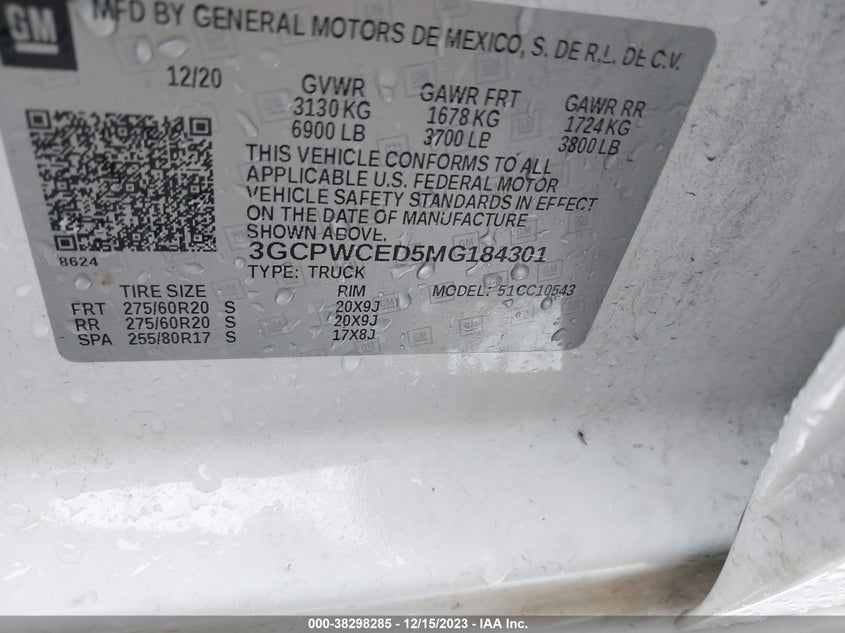 GM
MFD BY GENERAL MOTORS DE MEXICO, S. DE R.L. DE C.V.
12/20 GVWR GAWR FRT GAWR RR
3130 KG 1678 KG 1724 KG
6900 LB 3700 LB 3800 LB
THIS VEHICLE CONFORMS TO ALL
APPLICABLE U.S. FEDERAL MOTOR
VEHICLE SAFETY STANDARDS IN EFFECT
ON THE DATE OF MANUFACTURE
SHOWN ABOVE.
8624 3GCPWCED5MG184301
TYPE: TRUCK
TIRE SIZE RIM MODEL: 51CC10543
FRT 275/60R20 S 20X9J
RR 275/60R20 S 20X9J
SPA 255/80R17 S 17X8J
000-38298285 - 12/15/2023 - IAA Inc.